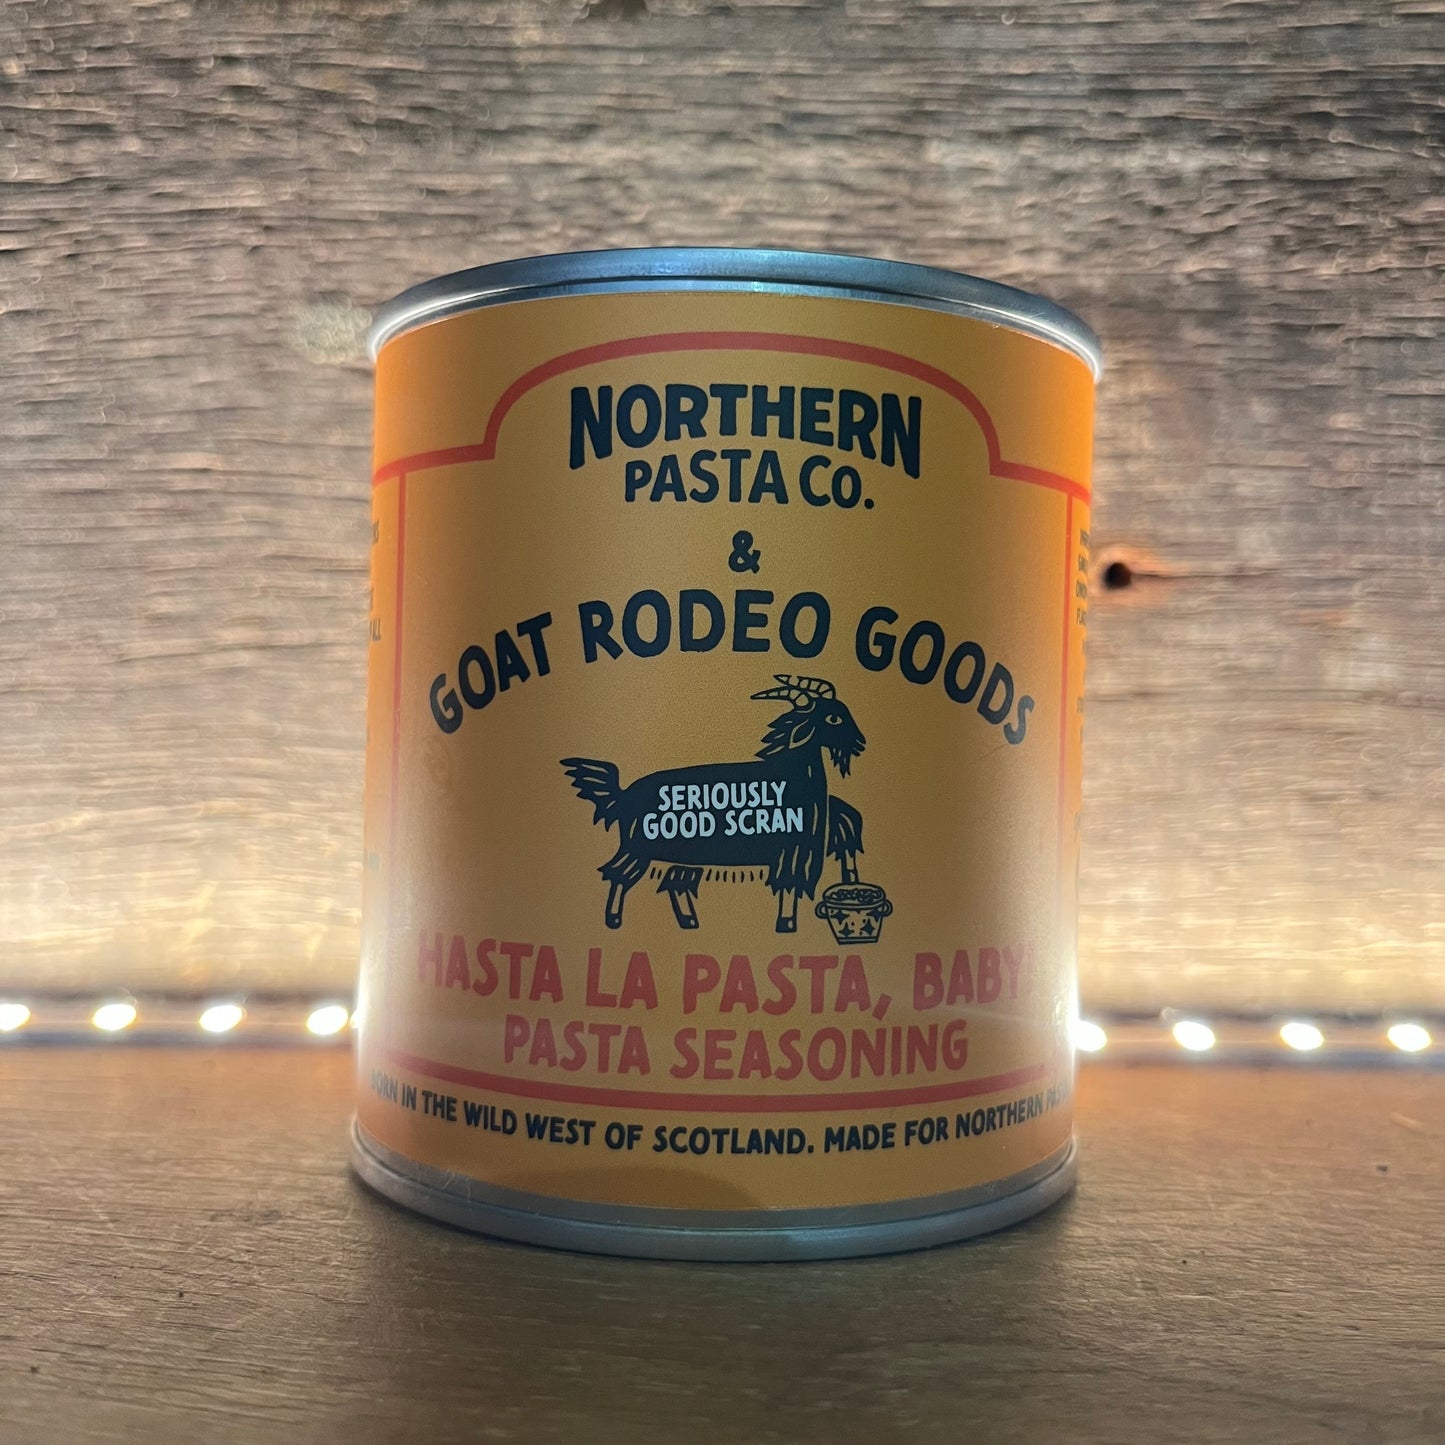 NORTHERN
PASTA CO.
&
GOAT RODEO GOODS
SERIOUSLY
GOOD SCRAN
HASTA LA PASTA, BABY!
PASTA SEASONING
BORN IN THE WILD WEST OF SCOTLAND. MADE FOR NORTHERN